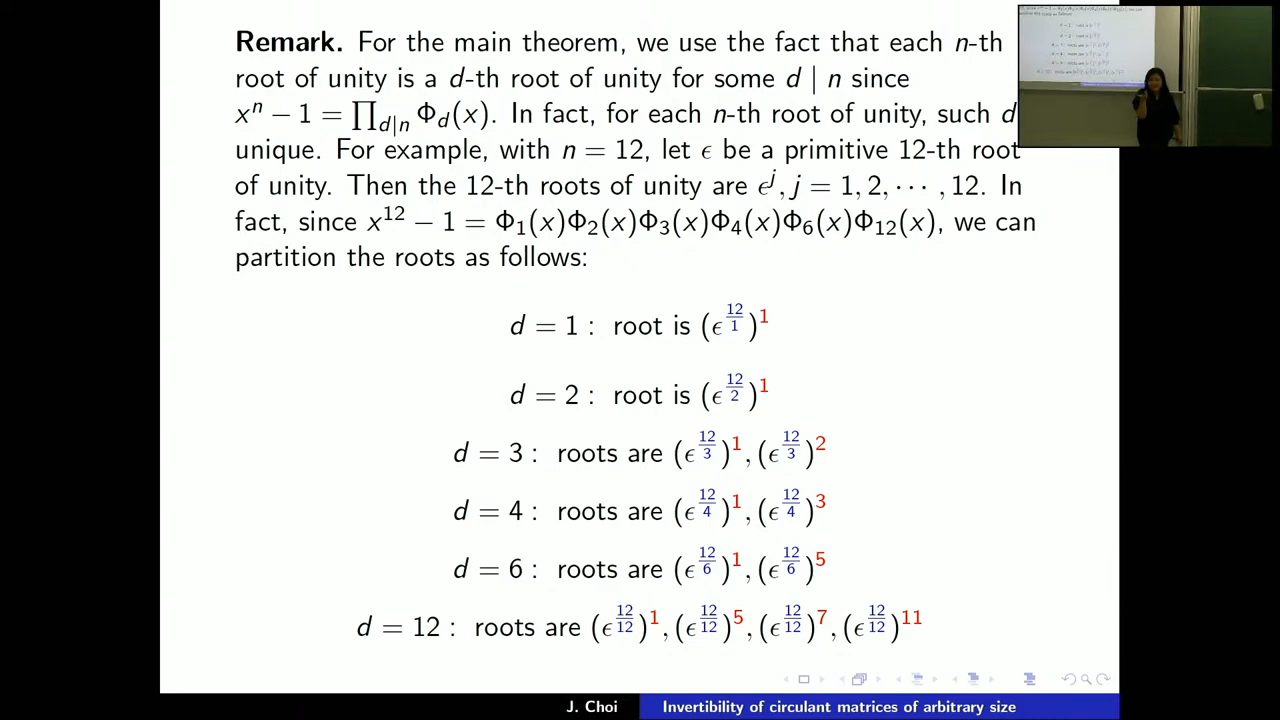 Remark. For the main theorem, we use the fact that each n-th
root of unity is a d-th root of unity for some d | n since
x^n − 1 = ∏_{d|n} Φ_d(x). In fact, for each n-th root of unity, such d
unique. For example, with n = 12, let ϵ be a primitive 12-th root
of unity. Then the 12-th roots of unity are ϵ^j, j = 1, 2, ⋯ , 12. In
fact, since x^{12} − 1 = Φ_1(x)Φ_2(x)Φ_3(x)Φ_4(x)Φ_6(x)Φ_{12}(x), we can
partition the roots as follows:
d = 1 : root is (ϵ^{12/1})^1
d = 2 : root is (ϵ^{12/2})^1
d = 3 : roots are (ϵ^{12/3})^1, (ϵ^{12/3})^2
d = 4 : roots are (ϵ^{12/4})^1, (ϵ^{12/4})^3
d = 6 : roots are (ϵ^{12/6})^1, (ϵ^{12/6})^5
d = 12 : roots are (ϵ^{12/12})^1, (ϵ^{12/12})^5, (ϵ^{12/12})^7, (ϵ^{12/12})^{11}
J. Choi Invertibility of circulant matrices of arbitrary size